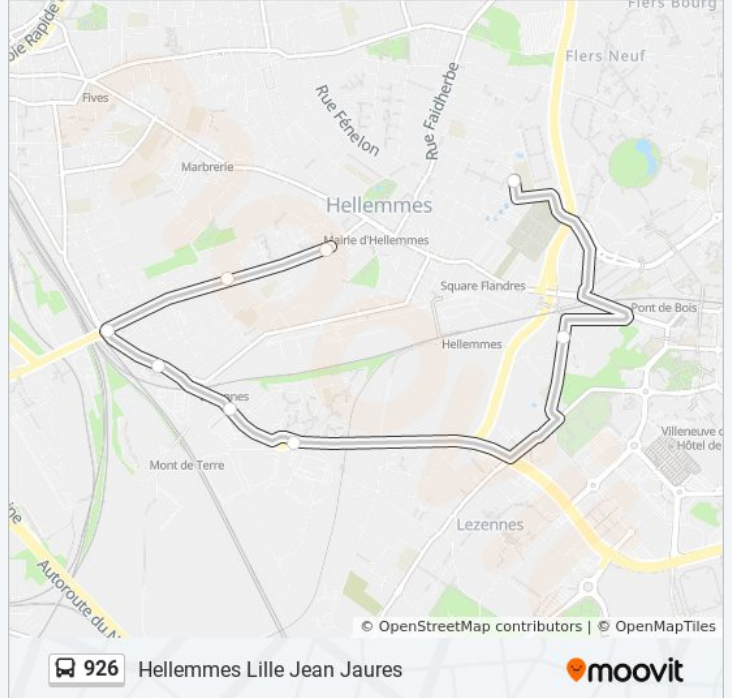 Flers Bourg
oie Rapide
Flers Neuf
Fives
Rue Fénelon
Rue Faidherbe
Marbrerie
Hellemmes
Mairie d'Hellemmes
Square Flandres
Pont de Bois
Hellemmes
nnes
Villeneuve d
Hôtel de
Mont de Terre
Lezennes
Autoroute du
© OpenStreetMap contributors | © OpenMapTiles
926 Hellemmes Lille Jean Jaures
moovit